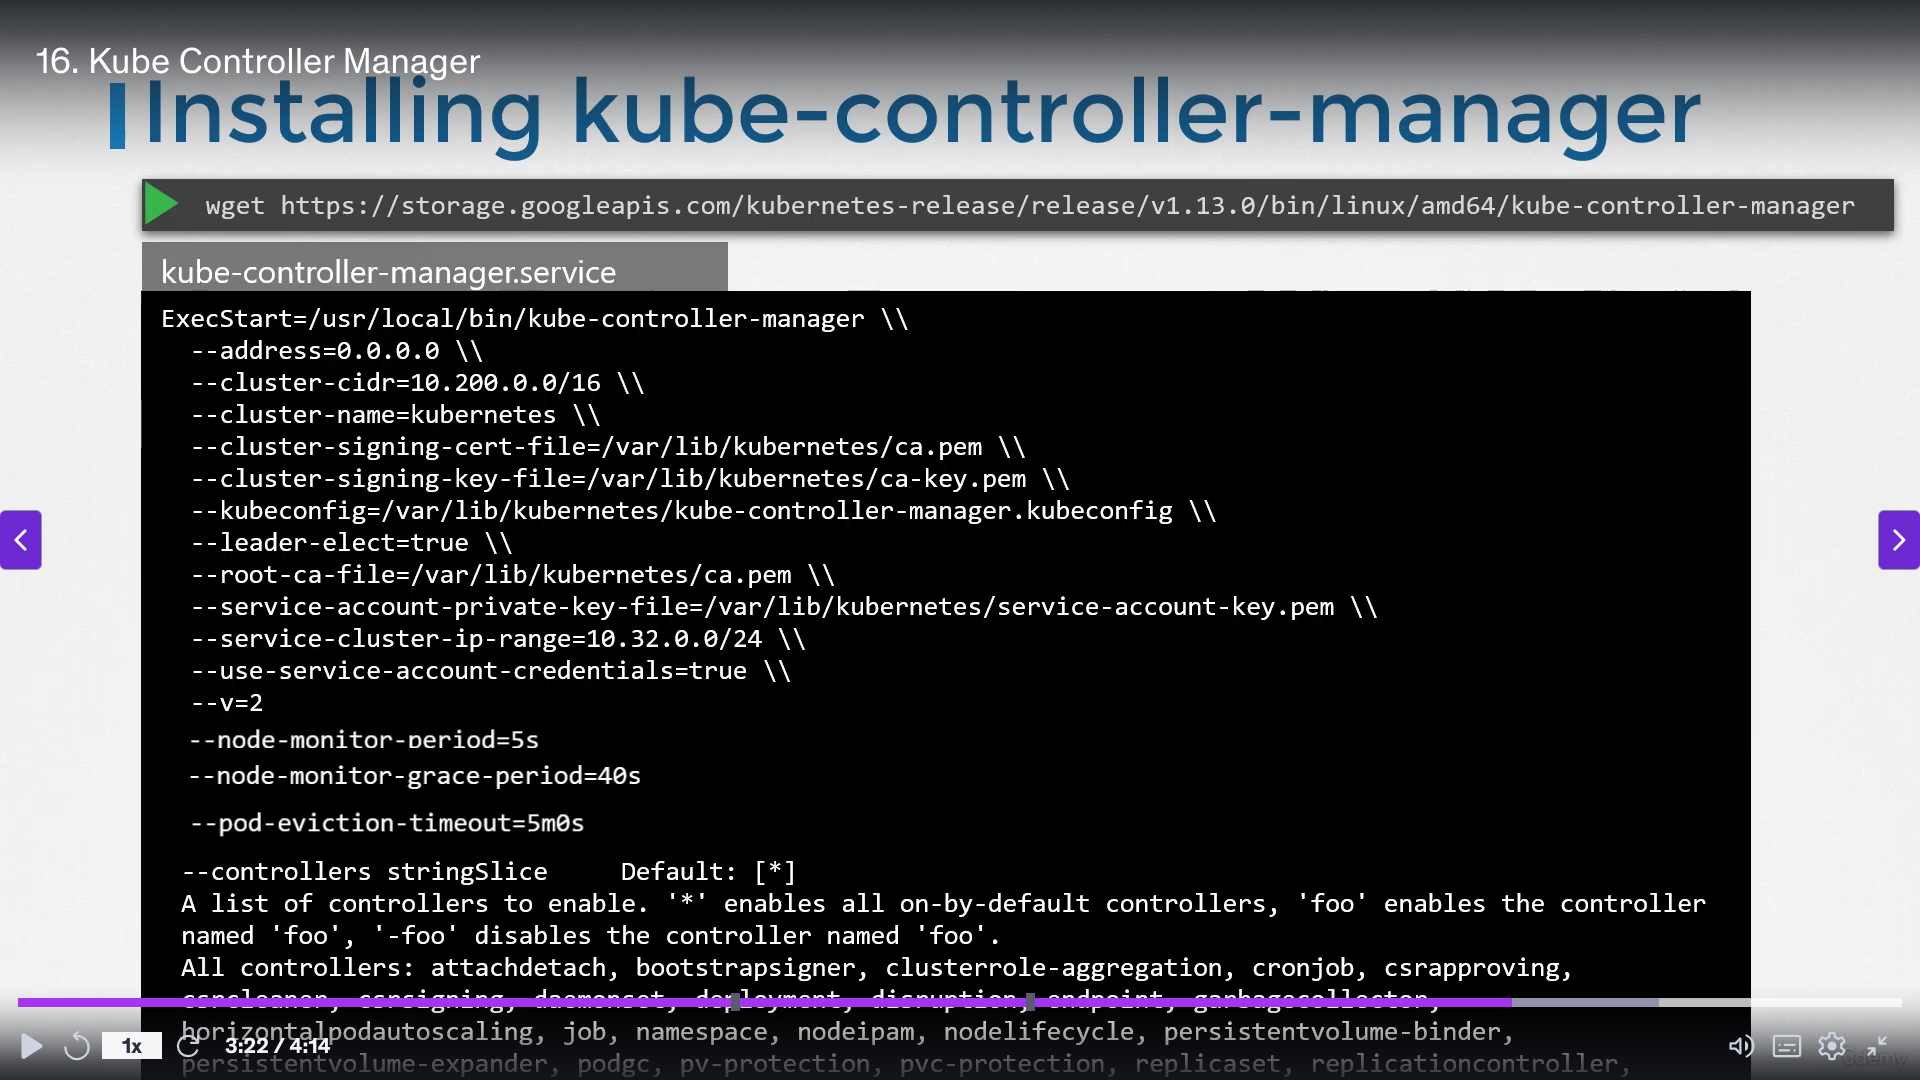 16. Kube Controller Manager
Installing kube-controller-manager
wget https://storage.googleapis.com/kubernetes-release/release/v1.13.0/bin/linux/amd64/kube-controller-manager
kube-controller-manager.service
ExecStart=/usr/local/bin/kube-controller-manager \\
--address=0.0.0.0 \\
--cluster-cidr=10.200.0.0/16 \\
--cluster-name=kubernetes \\
--cluster-signing-cert-file=/var/lib/kubernetes/ca.pem \\
--cluster-signing-key-file=/var/lib/kubernetes/ca-key.pem \\
--kubeconfig=/var/lib/kubernetes/kube-controller-manager.kubeconfig \\
--leader-elect=true \\
--root-ca-file=/var/lib/kubernetes/ca.pem \\
--service-account-private-key-file=/var/lib/kubernetes/service-account-key.pem \\
--service-cluster-ip-range=10.32.0.0/24 \\
--use-service-account-credentials=true \\
--v=2
--node-monitor-period=5s
--node-monitor-grace-period=40s
--pod-eviction-timeout=5m0s
--controllers stringSlice Default: [*]
A list of controllers to enable. '*' enables all on-by-default controllers, 'foo' enables the controller
named 'foo', '-foo' disables the controller named 'foo'.
All controllers: attachdetach, bootstrapsigner, clusterrole-aggregation, cronjob, csrapproving,
csrcleaner, csrsigning, daemonset, deployment, disruption, endpoint, garbagecollector,
horizontalpodautoscaling, job, namespace, nodeipam, nodelifecycle, persistentvolume-binder,
persistentvolume-expander, podgc, pv-protection, pvc-protection, replicaset, replicationcontroller,
1x
3:22 / 4:14
Udemy